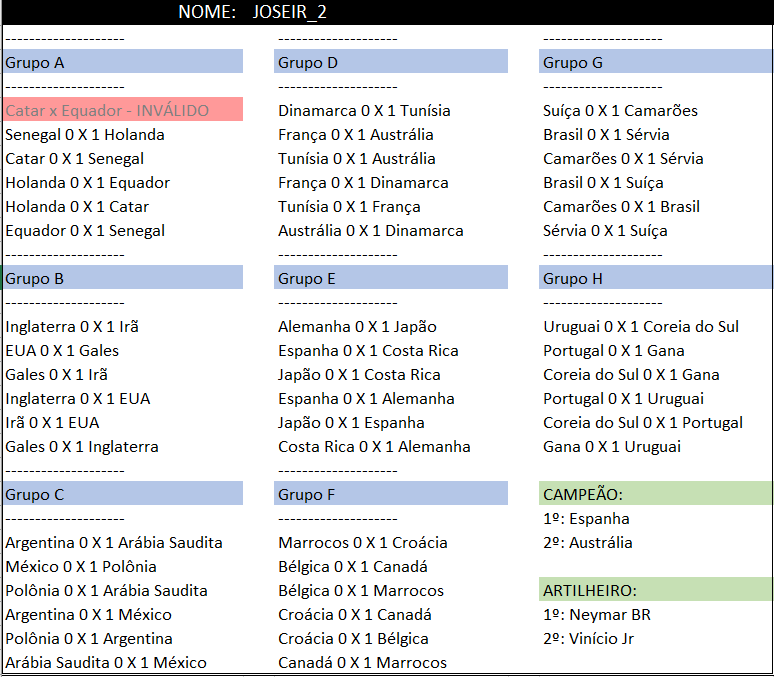 NOME: JOSEIR_2
--------------------
Grupo A
--------------------
Catar x Equador - INVÁLIDO
Senegal 0 X 1 Holanda
Catar 0 X 1 Senegal
Holanda 0 X 1 Equador
Holanda 0 X 1 Catar
Equador 0 X 1 Senegal
--------------------
Grupo B
--------------------
Inglaterra 0 X 1 Irã
EUA 0 X 1 Gales
Gales 0 X 1 Irã
Inglaterra 0 X 1 EUA
Irã 0 X 1 EUA
Gales 0 X 1 Inglaterra
--------------------
Grupo C
--------------------
Argentina 0 X 1 Arábia Saudita
México 0 X 1 Polônia
Polônia 0 X 1 Arábia Saudita
Argentina 0 X 1 México
Polônia 0 X 1 Argentina
Arábia Saudita 0 X 1 México
--------------------
Grupo D
--------------------
Dinamarca 0 X 1 Tunísia
França 0 X 1 Austrália
Tunísia 0 X 1 Austrália
França 0 X 1 Dinamarca
Tunísia 0 X 1 França
Austrália 0 X 1 Dinamarca
--------------------
Grupo E
--------------------
Alemanha 0 X 1 Japão
Espanha 0 X 1 Costa Rica
Japão 0 X 1 Costa Rica
Espanha 0 X 1 Alemanha
Japão 0 X 1 Espanha
Costa Rica 0 X 1 Alemanha
--------------------
Grupo F
--------------------
Marrocos 0 X 1 Croácia
Bélgica 0 X 1 Canadá
Bélgica 0 X 1 Marrocos
Croácia 0 X 1 Canadá
Croácia 0 X 1 Bélgica
Canadá 0 X 1 Marrocos
--------------------
Grupo G
--------------------
Suíça 0 X 1 Camarões
Brasil 0 X 1 Sérvia
Camarões 0 X 1 Sérvia
Brasil 0 X 1 Suíça
Camarões 0 X 1 Brasil
Sérvia 0 X 1 Suíça
--------------------
Grupo H
--------------------
Uruguai 0 X 1 Coreia do Sul
Portugal 0 X 1 Gana
Coreia do Sul 0 X 1 Gana
Portugal 0 X 1 Uruguai
Coreia do Sul 0 X 1 Portugal
Gana 0 X 1 Uruguai
CAMPEÃO:
1º: Espanha
2º: Austrália
ARTILHEIRO:
1º: Neymar BR
2º: Vinício Jr